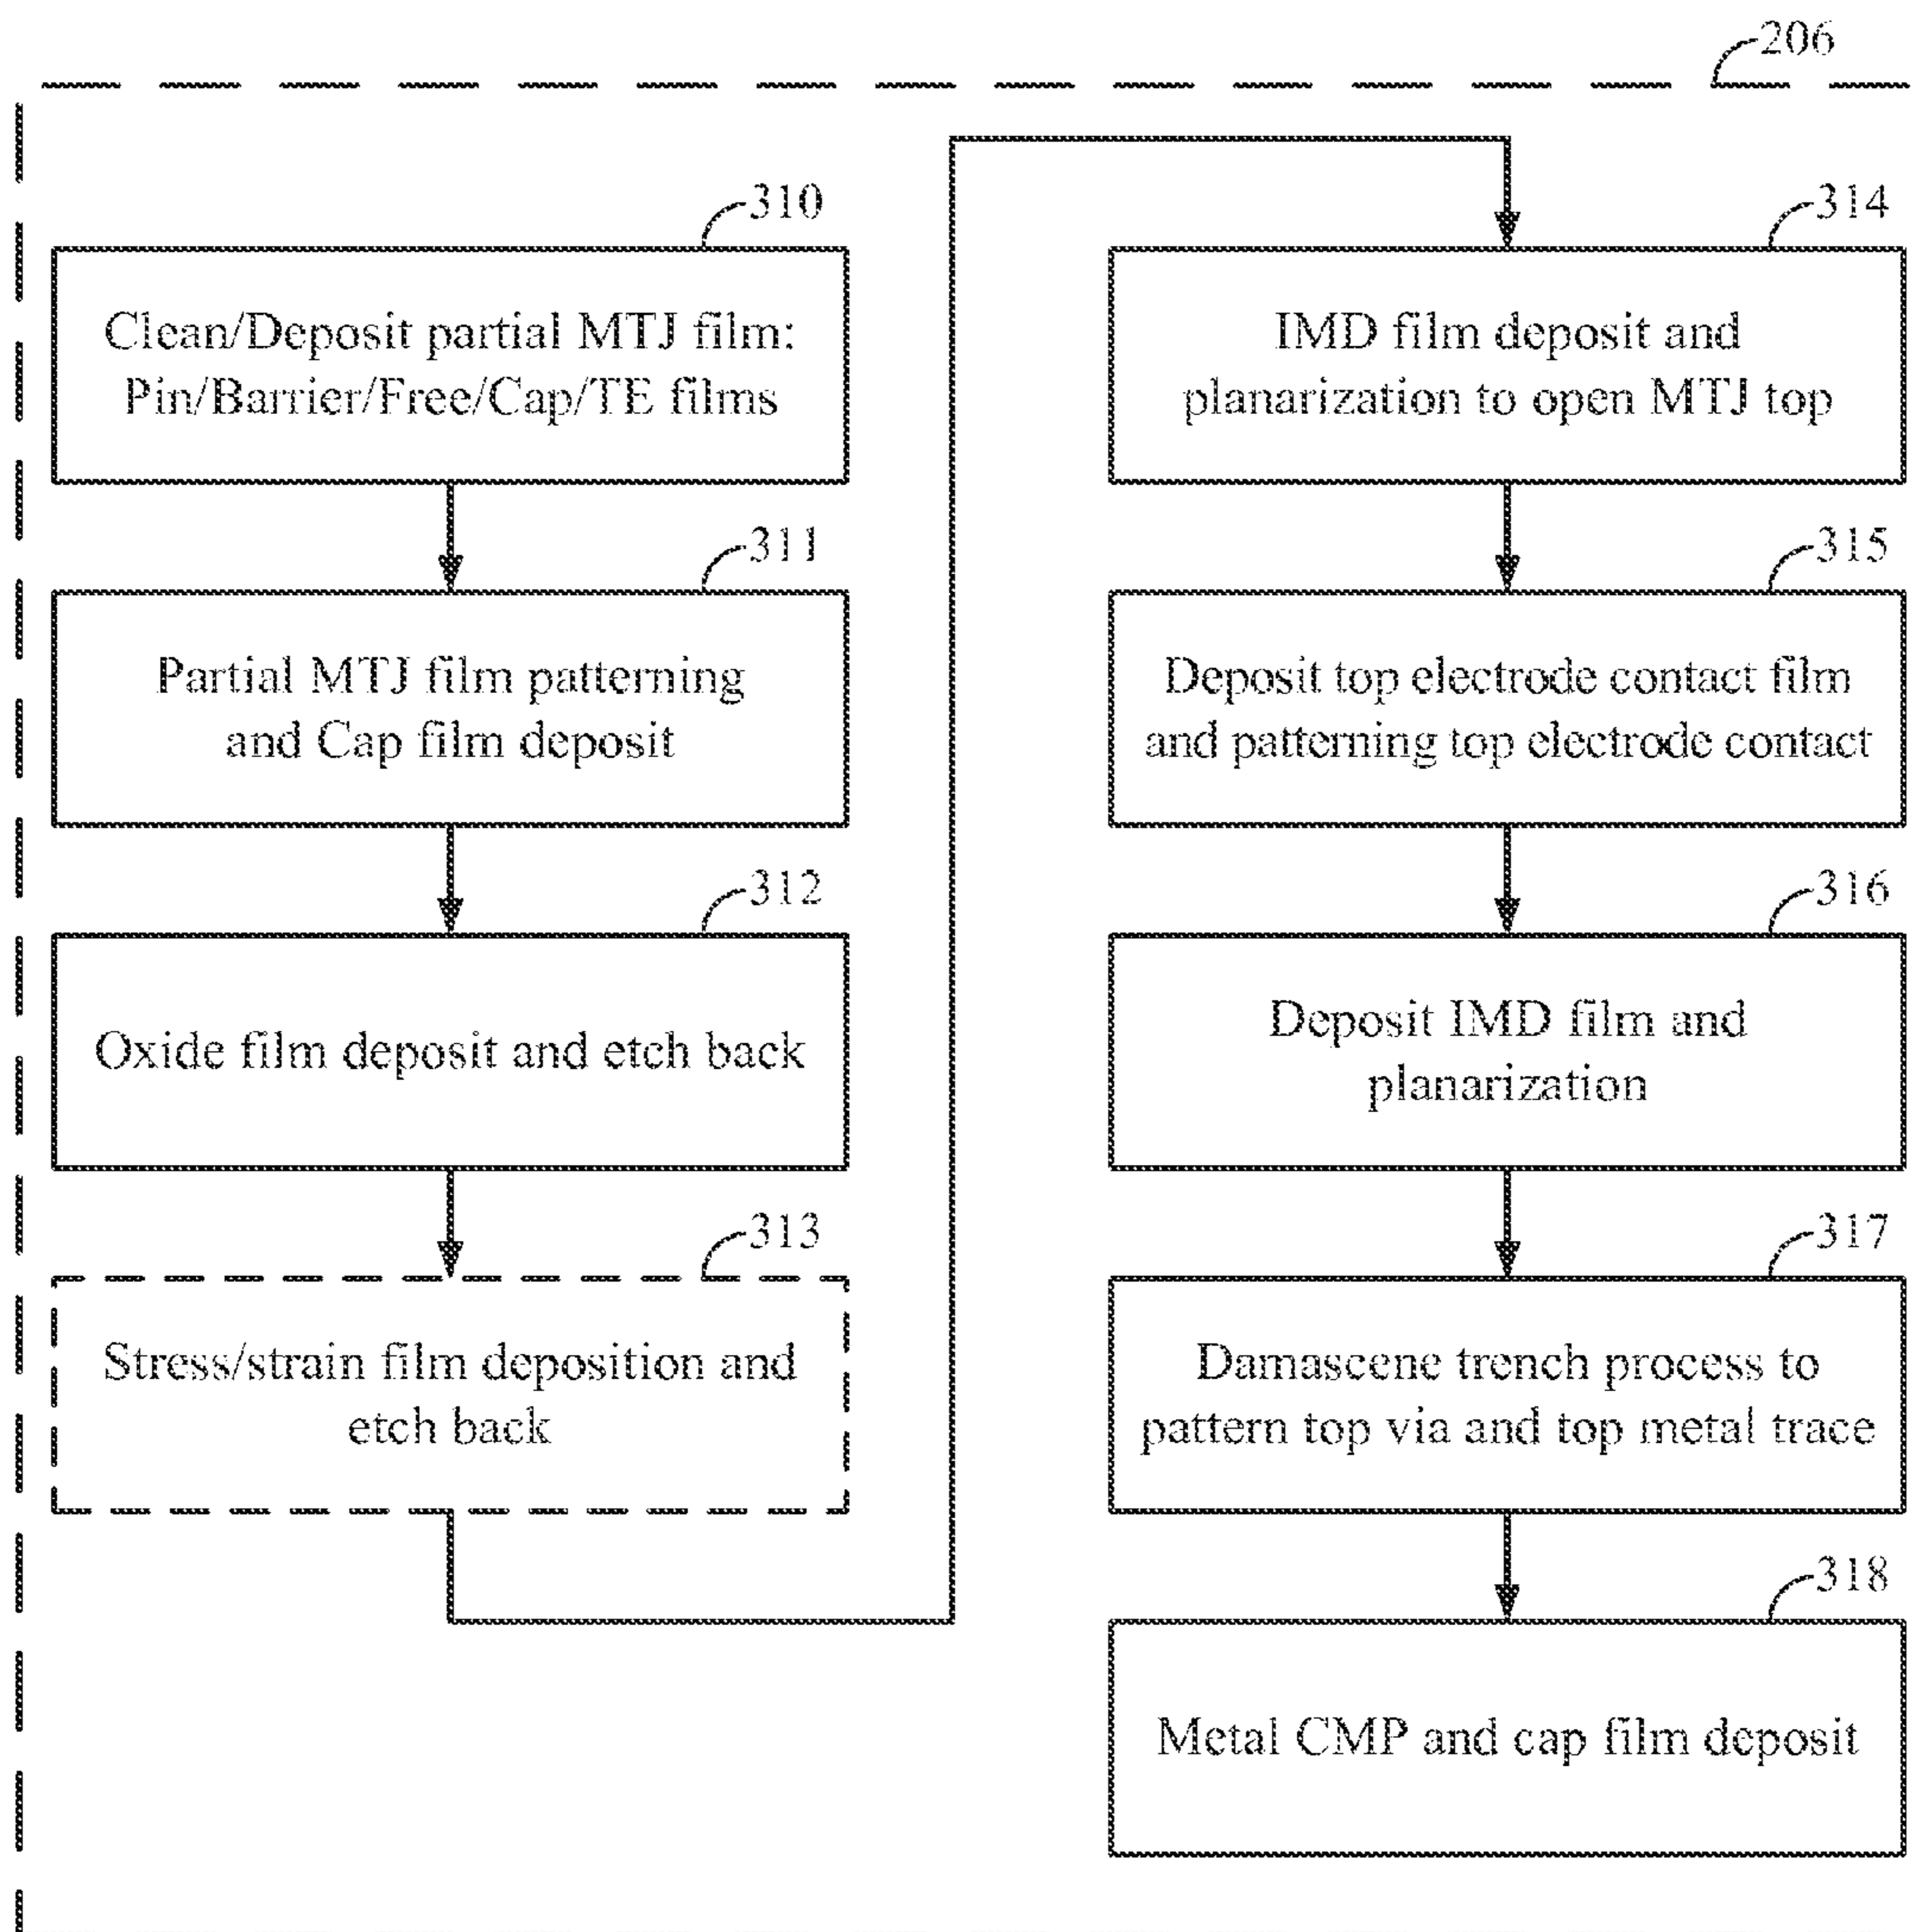 206
310
Clean/Deposit partial MTJ film:
Pin/Barrier/Free/Cap/TE films
311
Partial MTJ film patterning
and Cap film deposit
312
Oxide film deposit and etch back
313
Stress/strain film deposition and
etch back
314
IMD film deposit and
planarization to open MTJ top
315
Deposit top electrode contact film
and patterning top electrode contact
316
Deposit IMD film and
planarization
317
Damascene trench process to
pattern top via and top metal trace
318
Metal CMP and cap film deposit